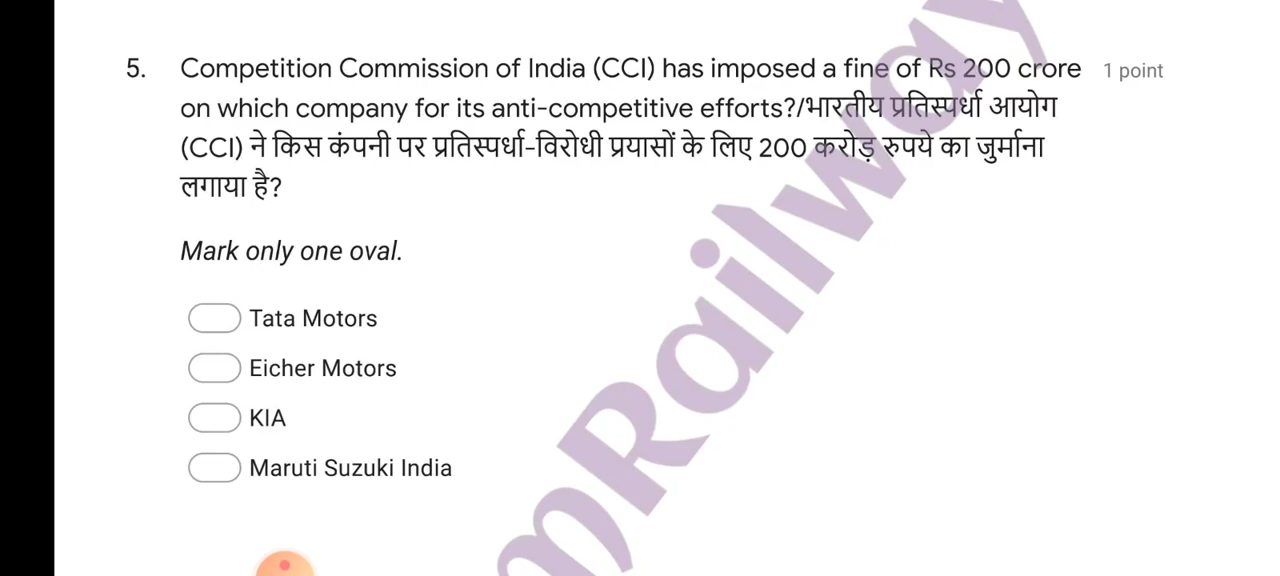 5. Competition Commission of India (CCI) has imposed a fine of Rs 200 crore 1 point
on which company for its anti-competitive efforts?/भारतीय प्रतिस्पर्धा आयोग
(CCI) ने किस कंपनी पर प्रतिस्पर्धा-विरोधी प्रयासों के लिए 200 करोड़ रुपये का जुर्माना
लगाया है?
Mark only one oval.
Tata Motors
Eicher Motors
KIA
Maruti Suzuki India
mRailway